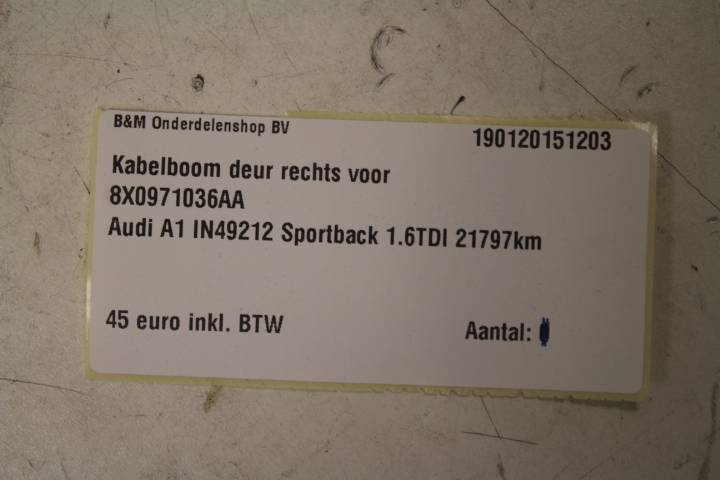 B&M Onderdelenshop BV 190120151203
Kabelboom deur rechts voor
8X0971036AA
Audi A1 IN49212 Sportback 1.6TDI 21797km
45 euro inkl. BTW Aantal: